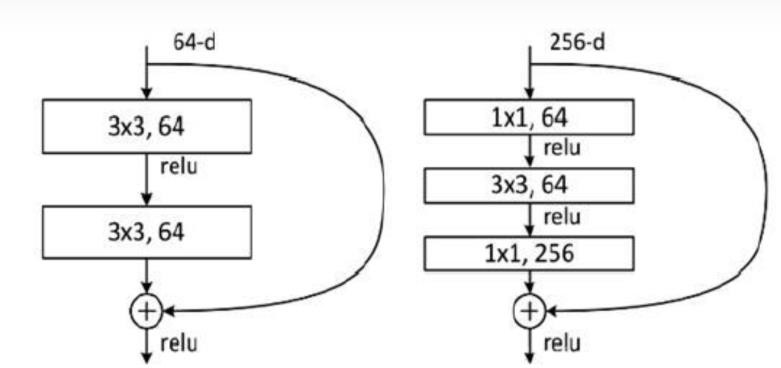 64-d
3x3, 64
relu
3x3, 64
+
relu
256-d
1x1, 64
relu
3x3, 64
relu
1x1, 256
+
relu